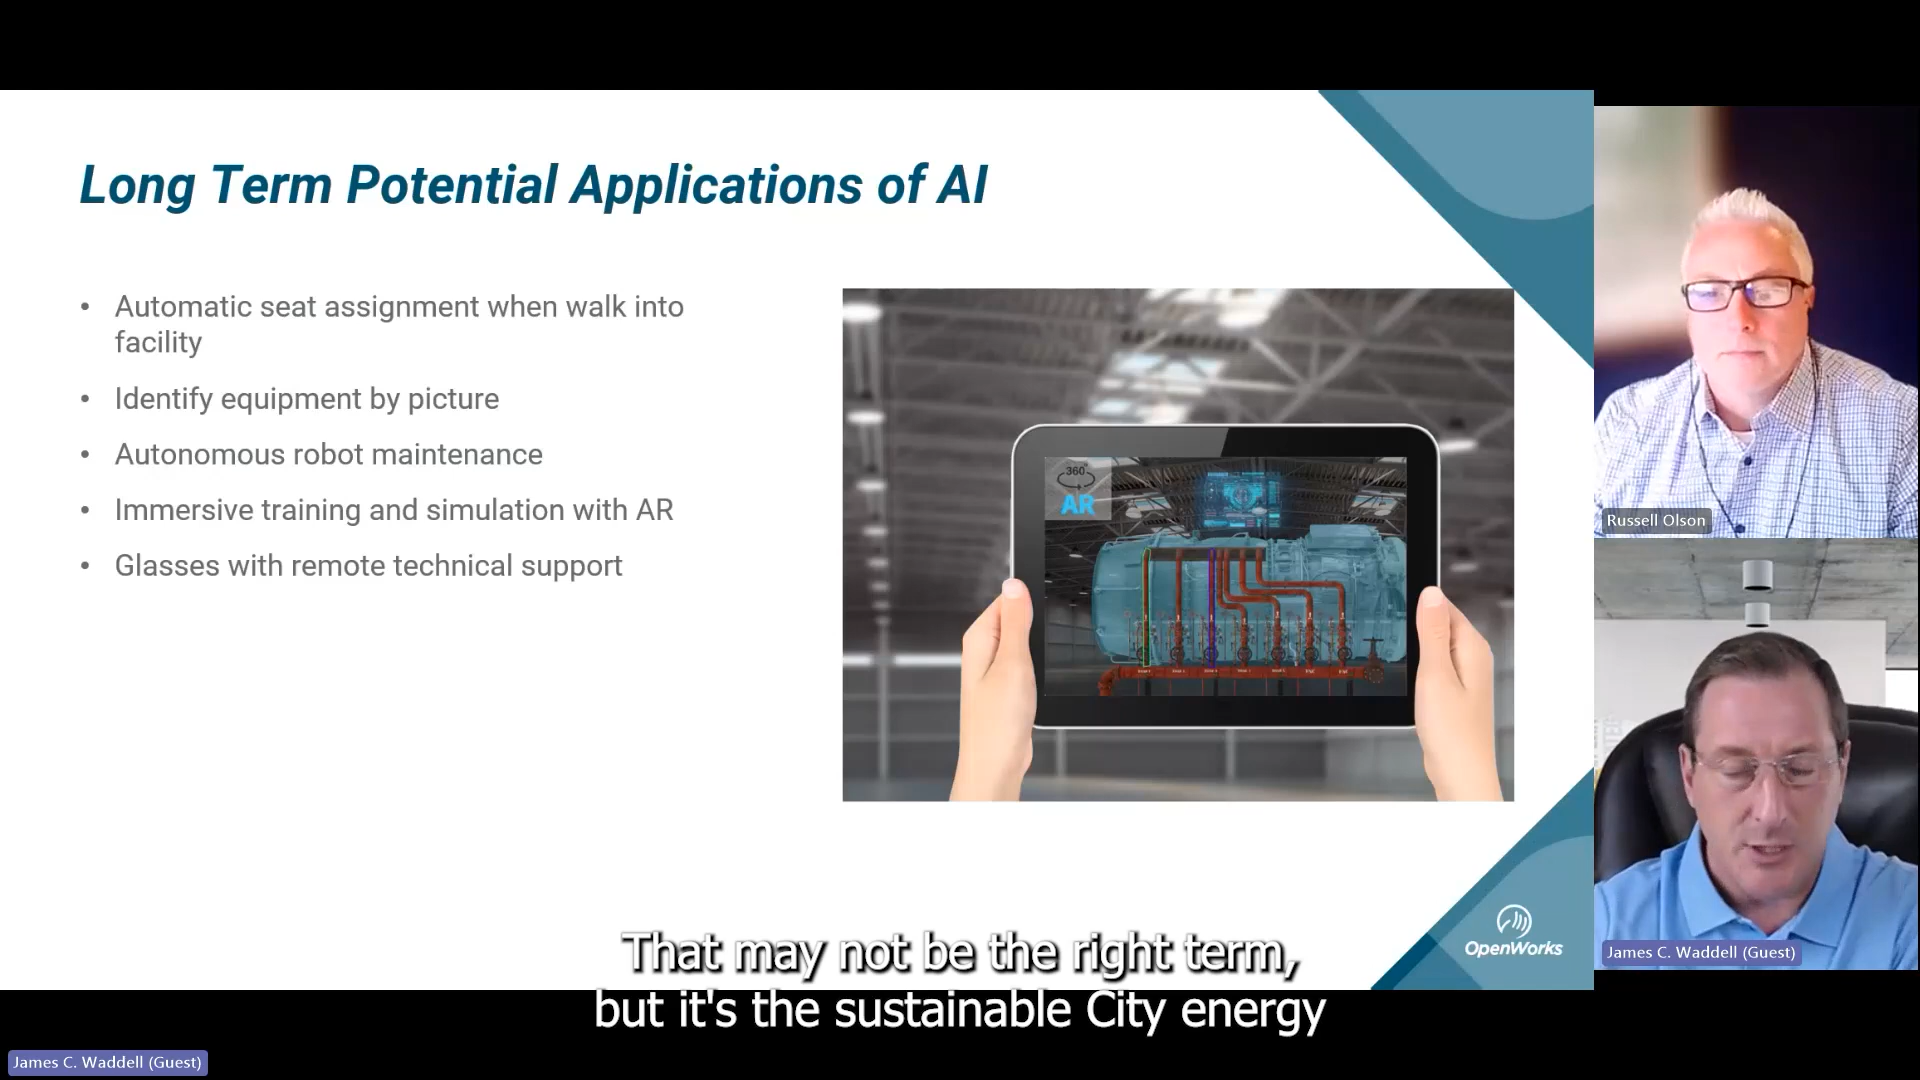 Long Term Potential Applications of AI
• Automatic seat assignment when walk into
facility
• Identify equipment by picture
• Autonomous robot maintenance
• Immersive training and simulation with AR
• Glasses with remote technical support
360°
AR
Russell Olson
OpenWorks
James C. Waddell (Guest)
That may not be the right term,
but it's the sustainable City energy
James C. Waddell (Guest)